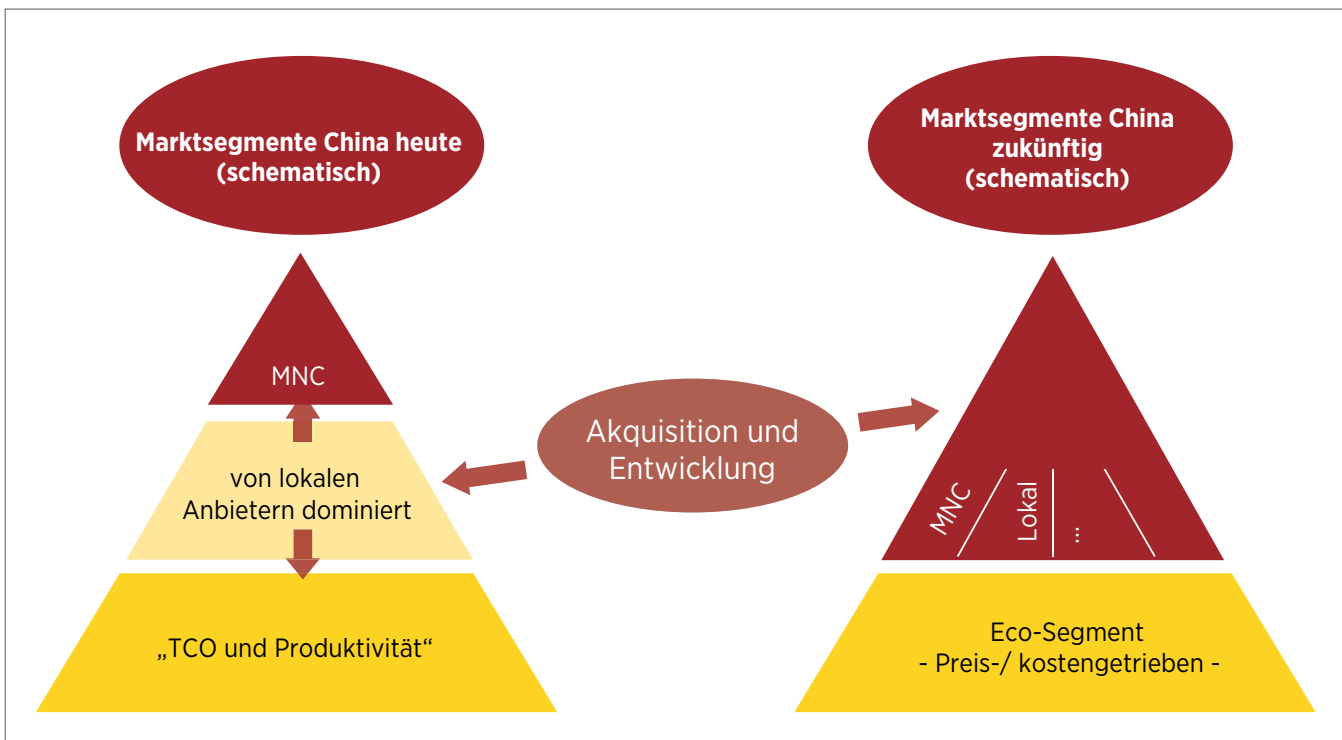 Marktsegmente China heute
(schematisch)
Marktsegmente China
zukünftig
(schematisch)
MNC
von lokalen
Anbietern dominiert
„TCO und Produktivität“
Akquisition und
Entwicklung
MNC
Lokal
...
Eco-Segment
- Preis-/ kostengetrieben -